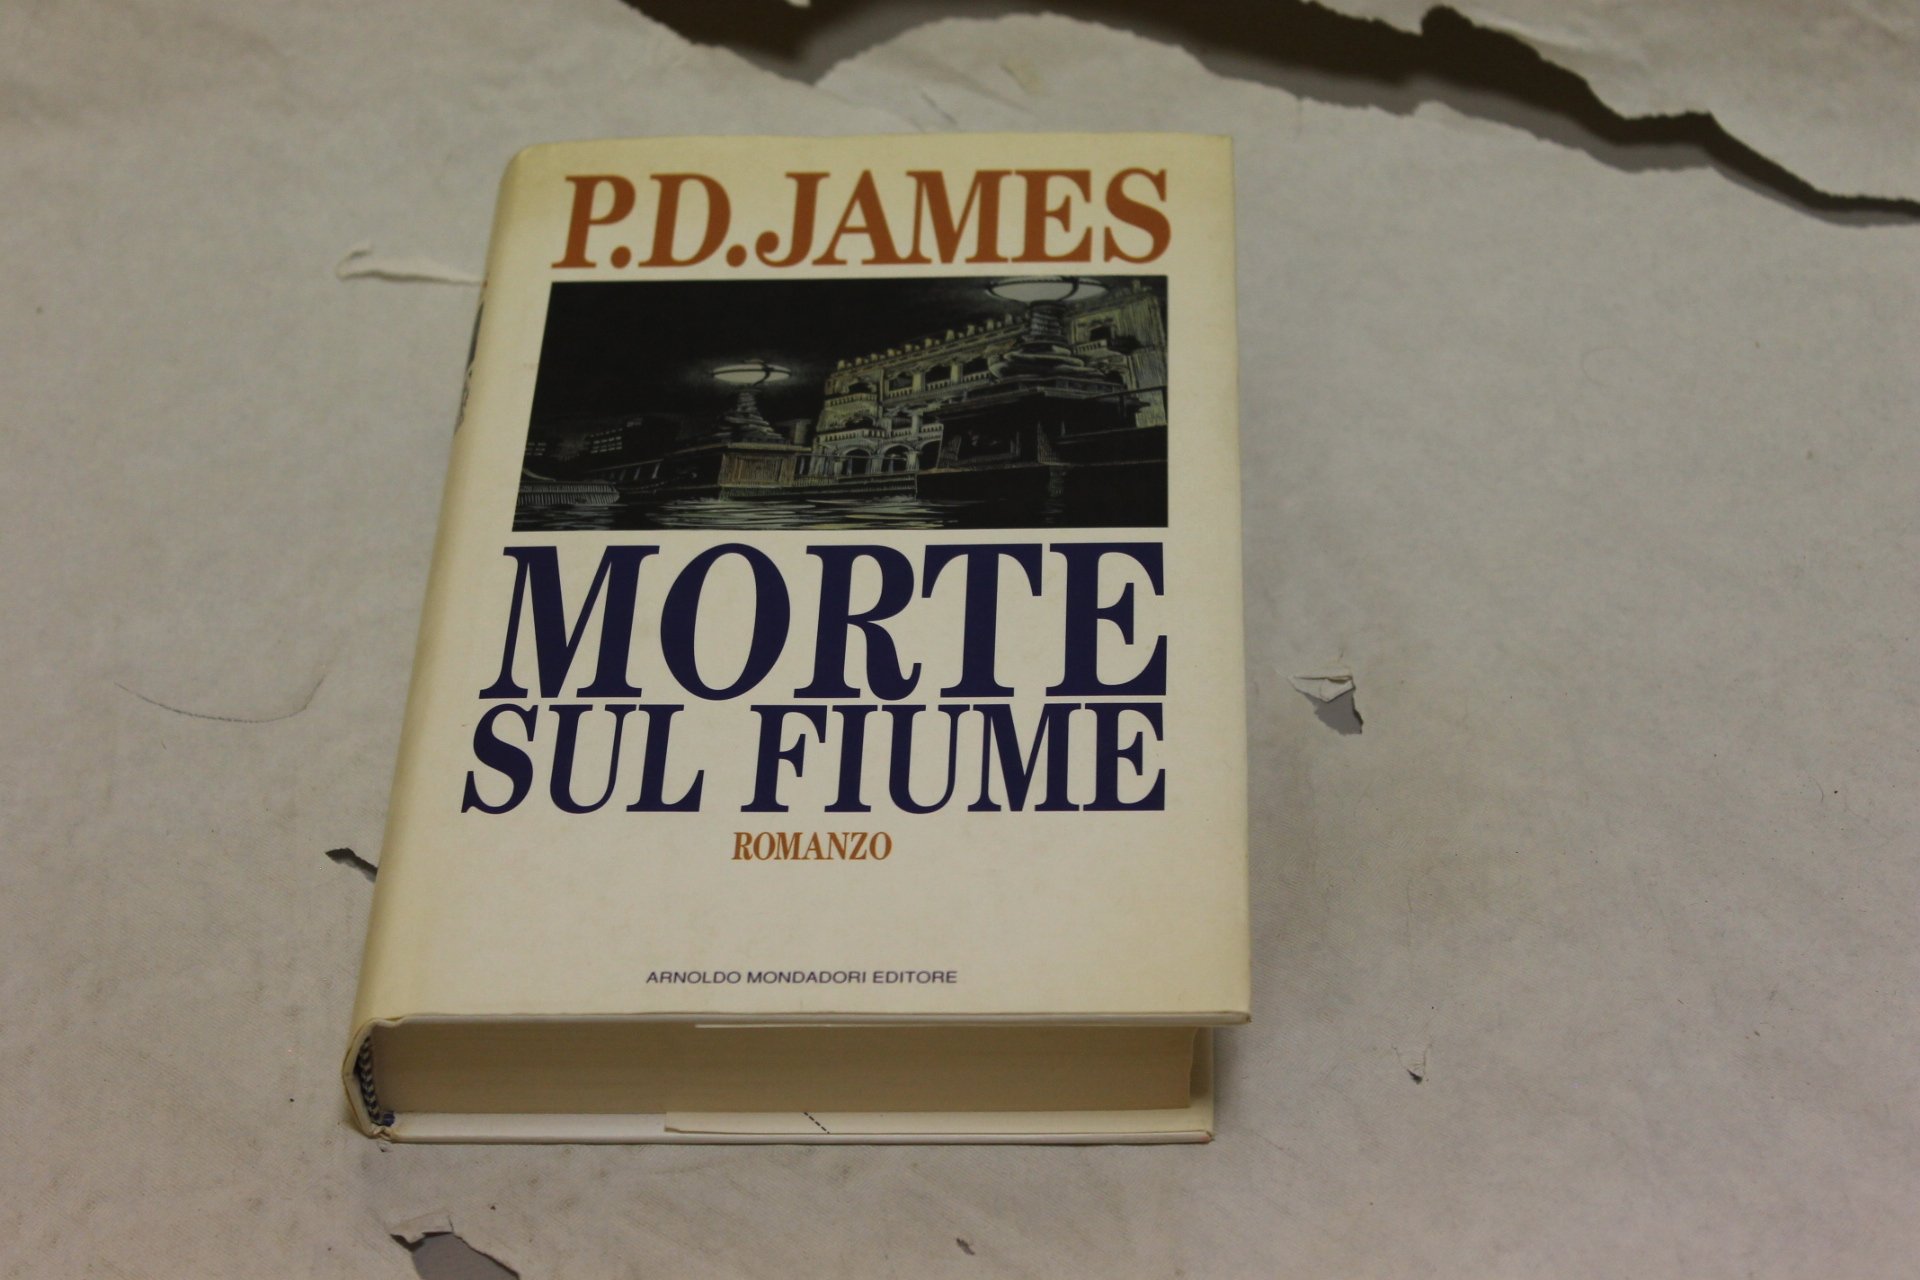 P.D. JAMES
MORTE
SUL FIUME
ROMANZO
ARNOLDO MONDADORI EDITORE